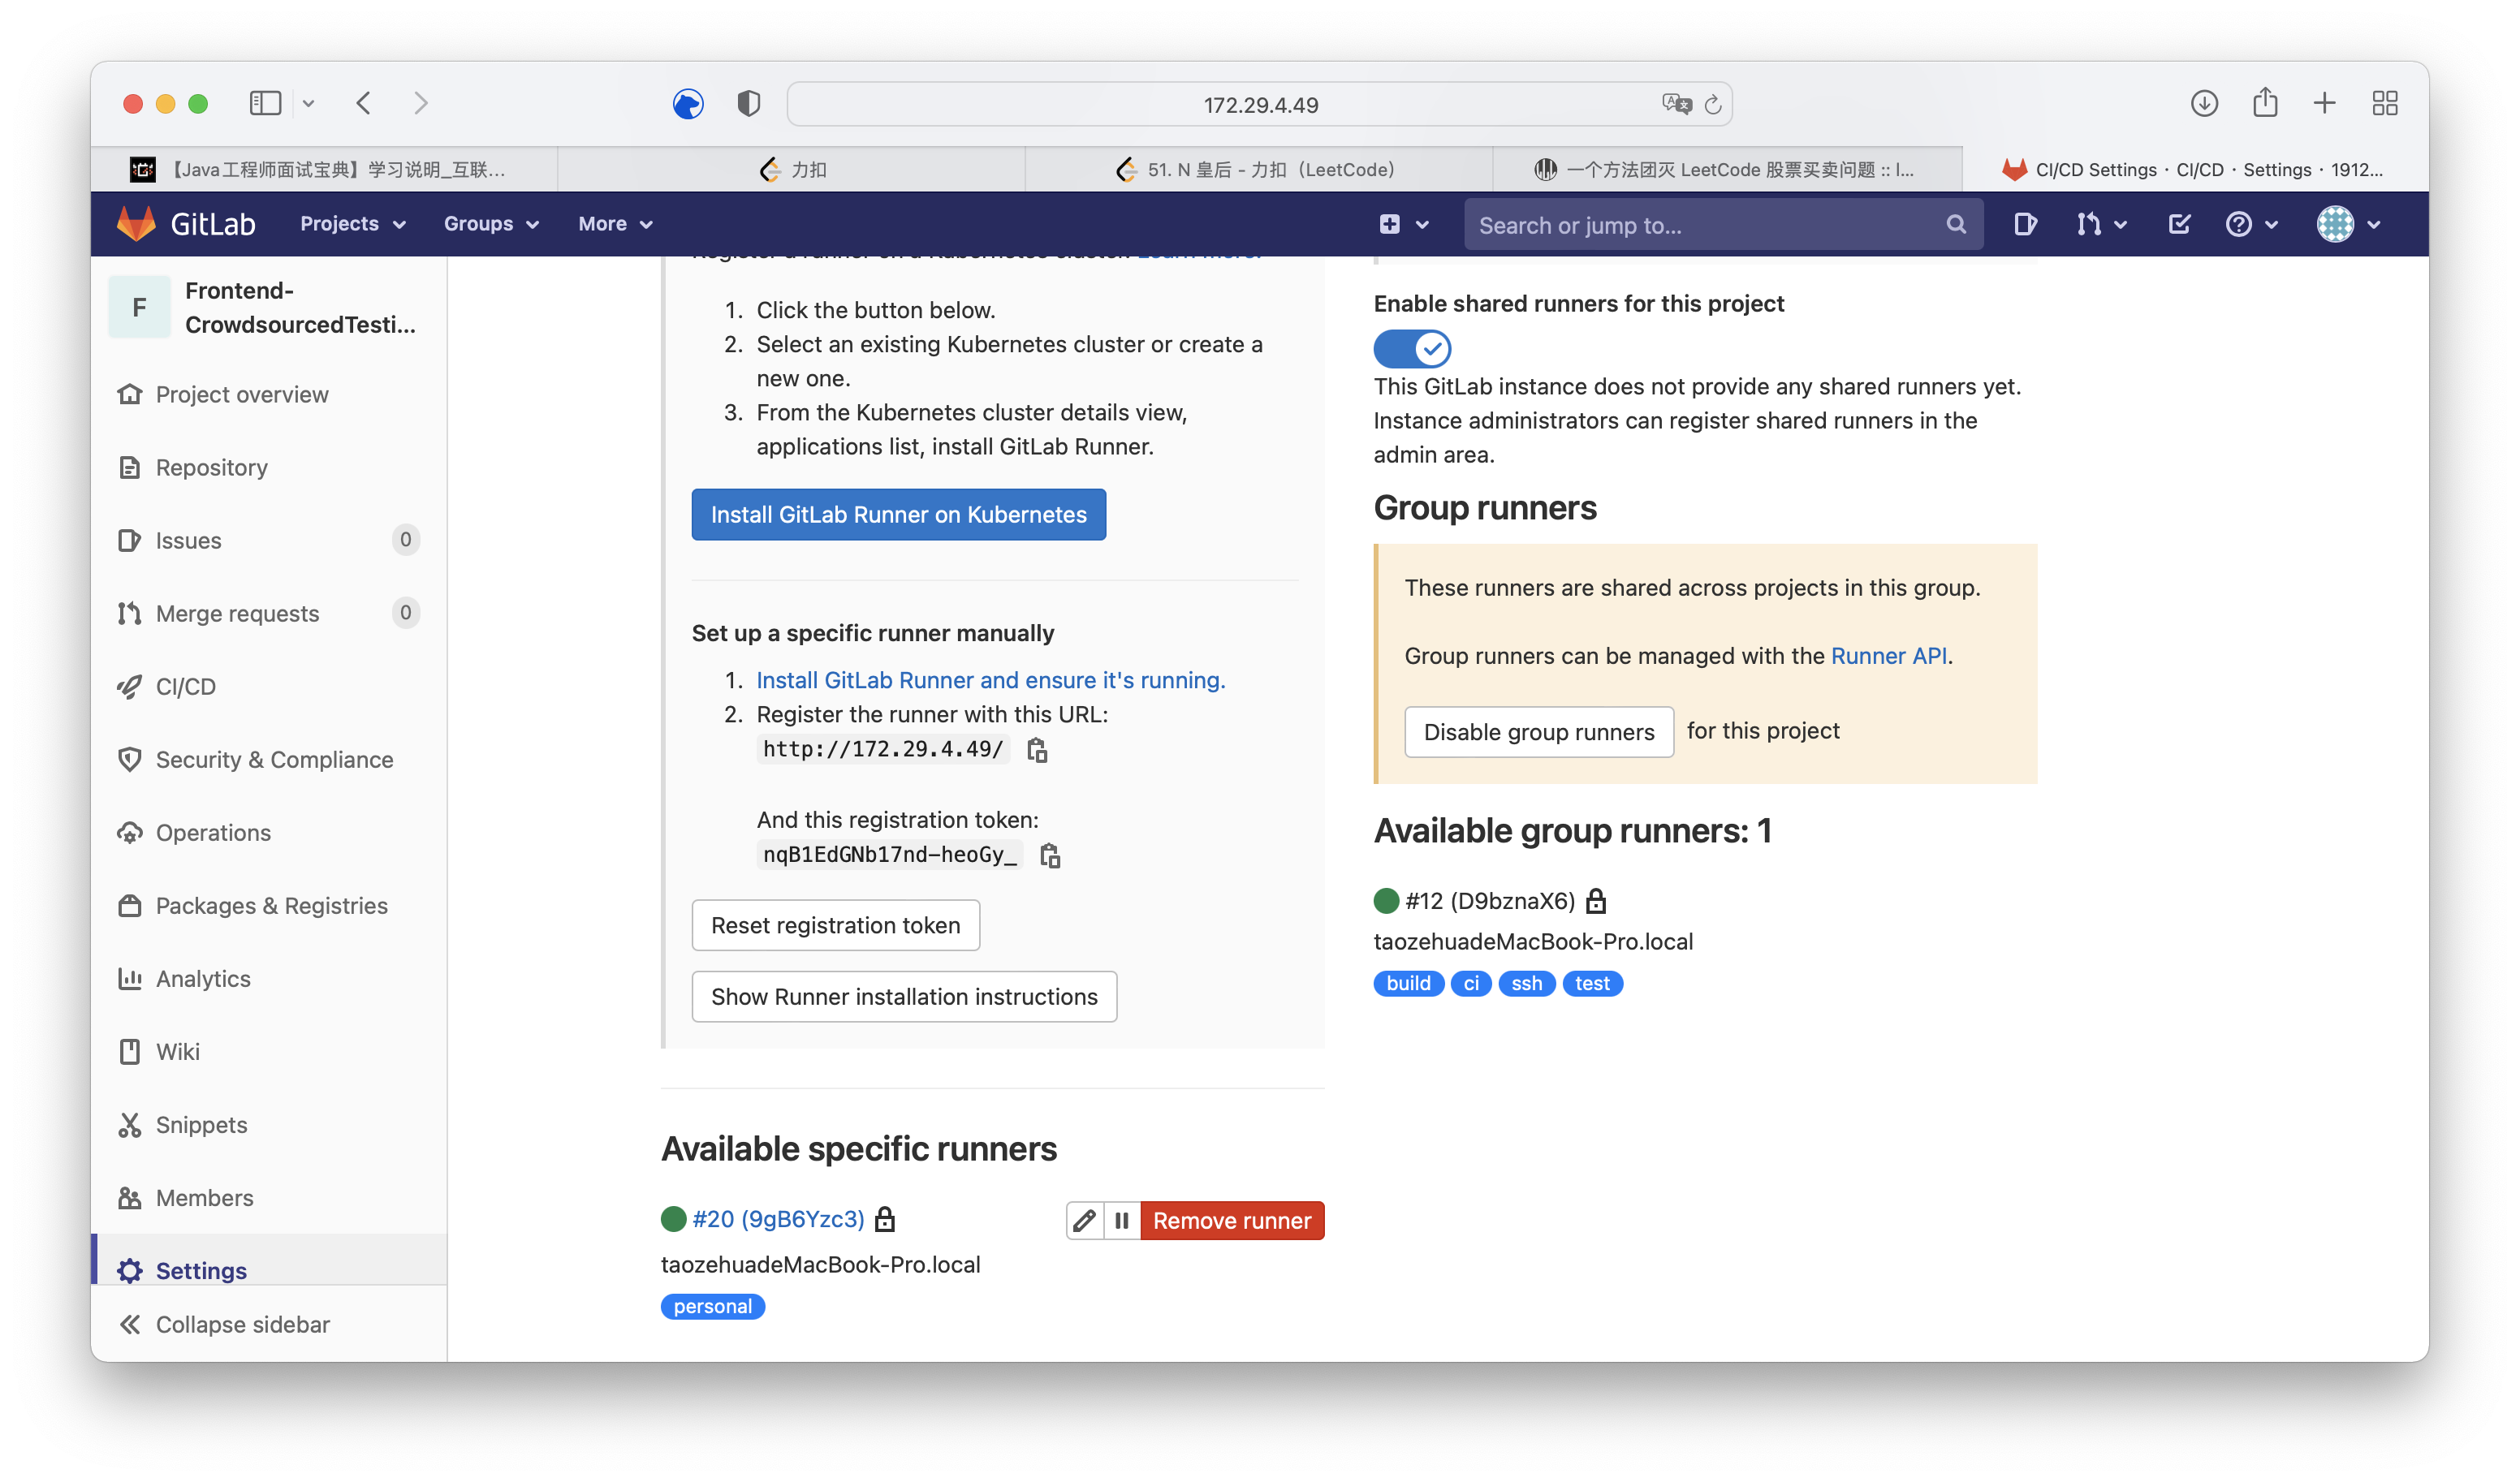 172.29.4.49
【Java工程师面试宝典】学习说明_互联...
力扣
51. N 皇后 - 力扣（LeetCode）
一个方法团灭 LeetCode 股票买卖问题 :: l...
CI/CD Settings · CI/CD · Settings · 1912...
GitLab
Projects
Groups
More
Search or jump to...
F
Frontend-
CrowdsourcedTesti...
Project overview
Repository
Issues
0
Merge requests
0
CI/CD
Security & Compliance
Operations
Packages & Registries
Analytics
Wiki
Snippets
Members
Settings
Collapse sidebar
Register a runner on a Kubernetes cluster. Learn more.
1. Click the button below.
2. Select an existing Kubernetes cluster or create a
new one.
3. From the Kubernetes cluster details view,
applications list, install GitLab Runner.
Install GitLab Runner on Kubernetes
Set up a specific runner manually
1. Install GitLab Runner and ensure it's running.
2. Register the runner with this URL:
http://172.29.4.49/
And this registration token:
nqB1EdGNb17nd-heoGy_
Reset registration token
Show Runner installation instructions
Available specific runners
#20 (9gB6Yzc3)
Remove runner
taozehuadeMacBook-Pro.local
personal
Enable shared runners for this project
This GitLab instance does not provide any shared runners yet.
Instance administrators can register shared runners in the
admin area.
Group runners
These runners are shared across projects in this group.
Group runners can be managed with the Runner API.
Disable group runners for this project
Available group runners: 1
#12 (D9bznaX6)
taozehuadeMacBook-Pro.local
build ci ssh test